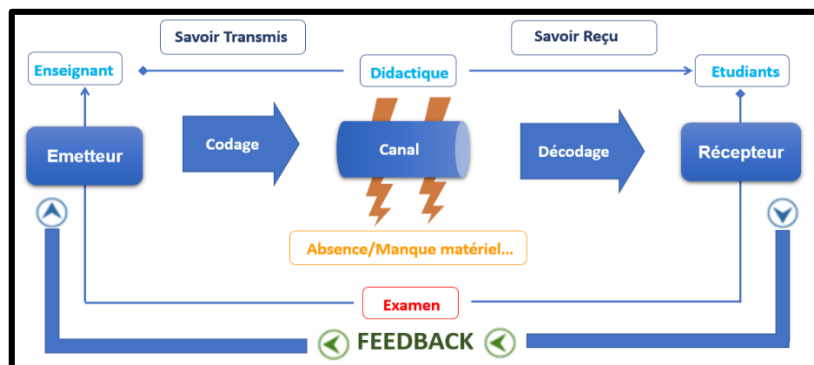 Savoir Transmis
Savoir Reçu
Enseignant
Didactique
Etudiants
Emetteur
Codage
Canal
Décodage
Récepteur
Absence/Manque matériel...
Examen
FEEDBACK